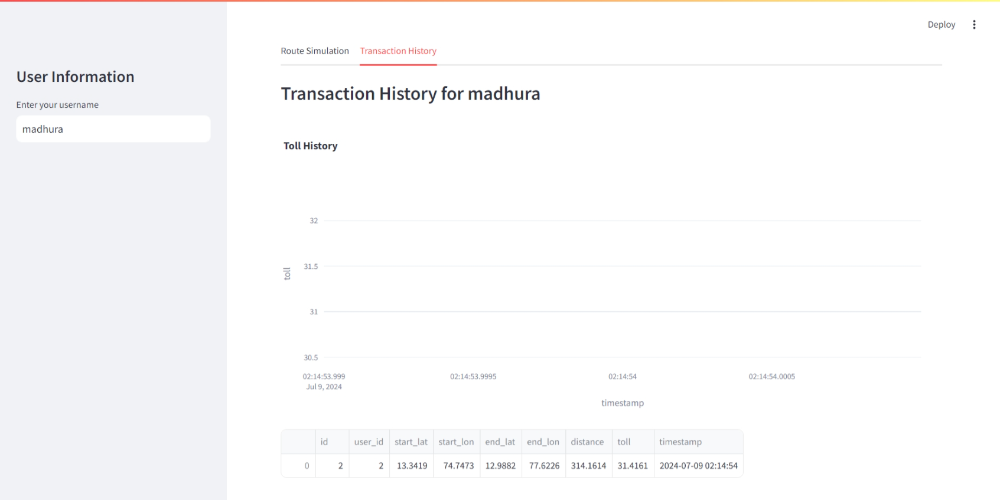 Deploy
Route Simulation Transaction History
User Information
Enter your username
madhura
Transaction History for madhura
Toll History
32
31.5
31
30.5
toll
02:14:53.999 02:14:53.9995 02:14:54 02:14:54.0005
Jul 9, 2024
timestamp
id user_id start_lat start_lon end_lat end_lon distance toll timestamp
0 2 2 13.3419 74.7473 12.9882 77.6226 314.1614 31.4161 2024-07-09 02:14:54